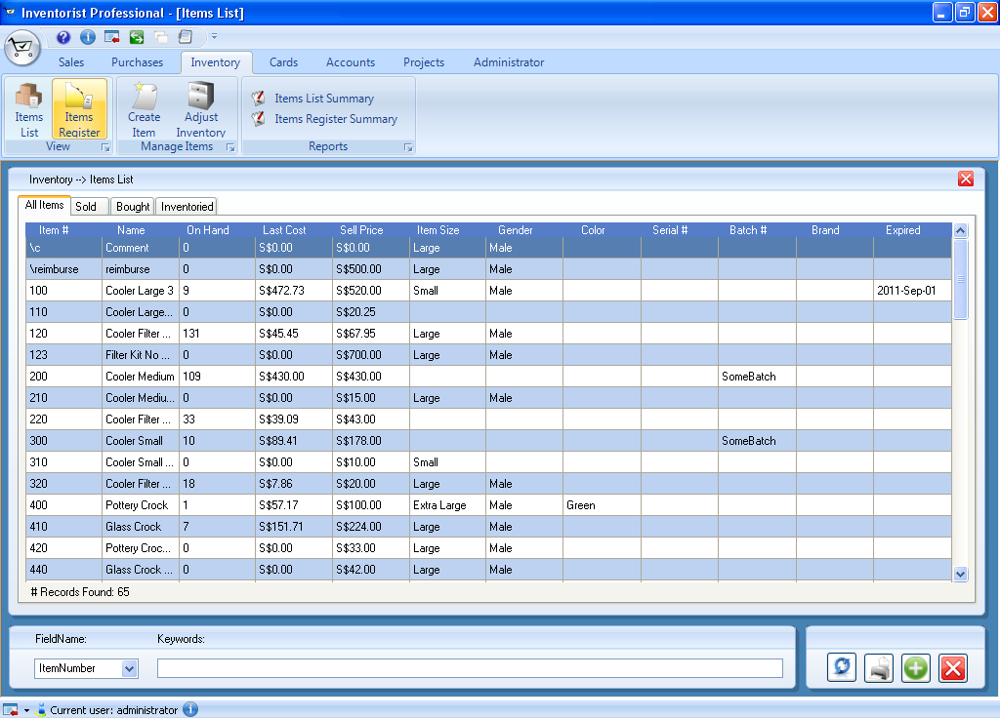 Inventorist Professional - [Items List]
Sales Purchases Inventory Cards Accounts Projects Administrator
Items List
Items Register
Create Item
Adjust Inventory
Items List Summary
Items Register Summary
View Manage Items Reports
Inventory --> Items List
All Items Sold Bought Inventoried
Item # Name On Hand Last Cost Sell Price Item Size Gender Color Serial # Batch # Brand Expired
\c Comment 0 S$0.00 S$0.00 Large Male
\reimburse reimburse 0 S$0.00 S$500.00 Large Male
100 Cooler Large 3 9 S$472.73 S$520.00 Small Male 2011-Sep-01
110 Cooler Large... 0 S$0.00 S$20.25
120 Cooler Filter ... 131 S$45.45 S$67.95 Large Male
123 Filter Kit No ... 0 S$0.00 S$700.00 Large Male
200 Cooler Medium 109 S$430.00 S$430.00 SomeBatch
210 Cooler Mediu... 0 S$0.00 S$15.00 Large Male
220 Cooler Filter ... 33 S$39.09 S$43.00
300 Cooler Small 10 S$89.41 S$178.00 SomeBatch
310 Cooler Small ... 0 S$0.00 S$10.00 Small
320 Cooler Filter ... 18 S$7.86 S$20.00 Large Male
400 Pottery Crock 1 S$57.17 S$100.00 Extra Large Male Green
410 Glass Crock 7 S$151.71 S$224.00 Large Male
420 Pottery Croc... 0 S$0.00 S$33.00 Large Male
440 Glass Crock ... 0 S$0.00 S$42.00 Large Male
# Records Found: 65
FieldName: Keywords:
ItemNumber
Current user: administrator